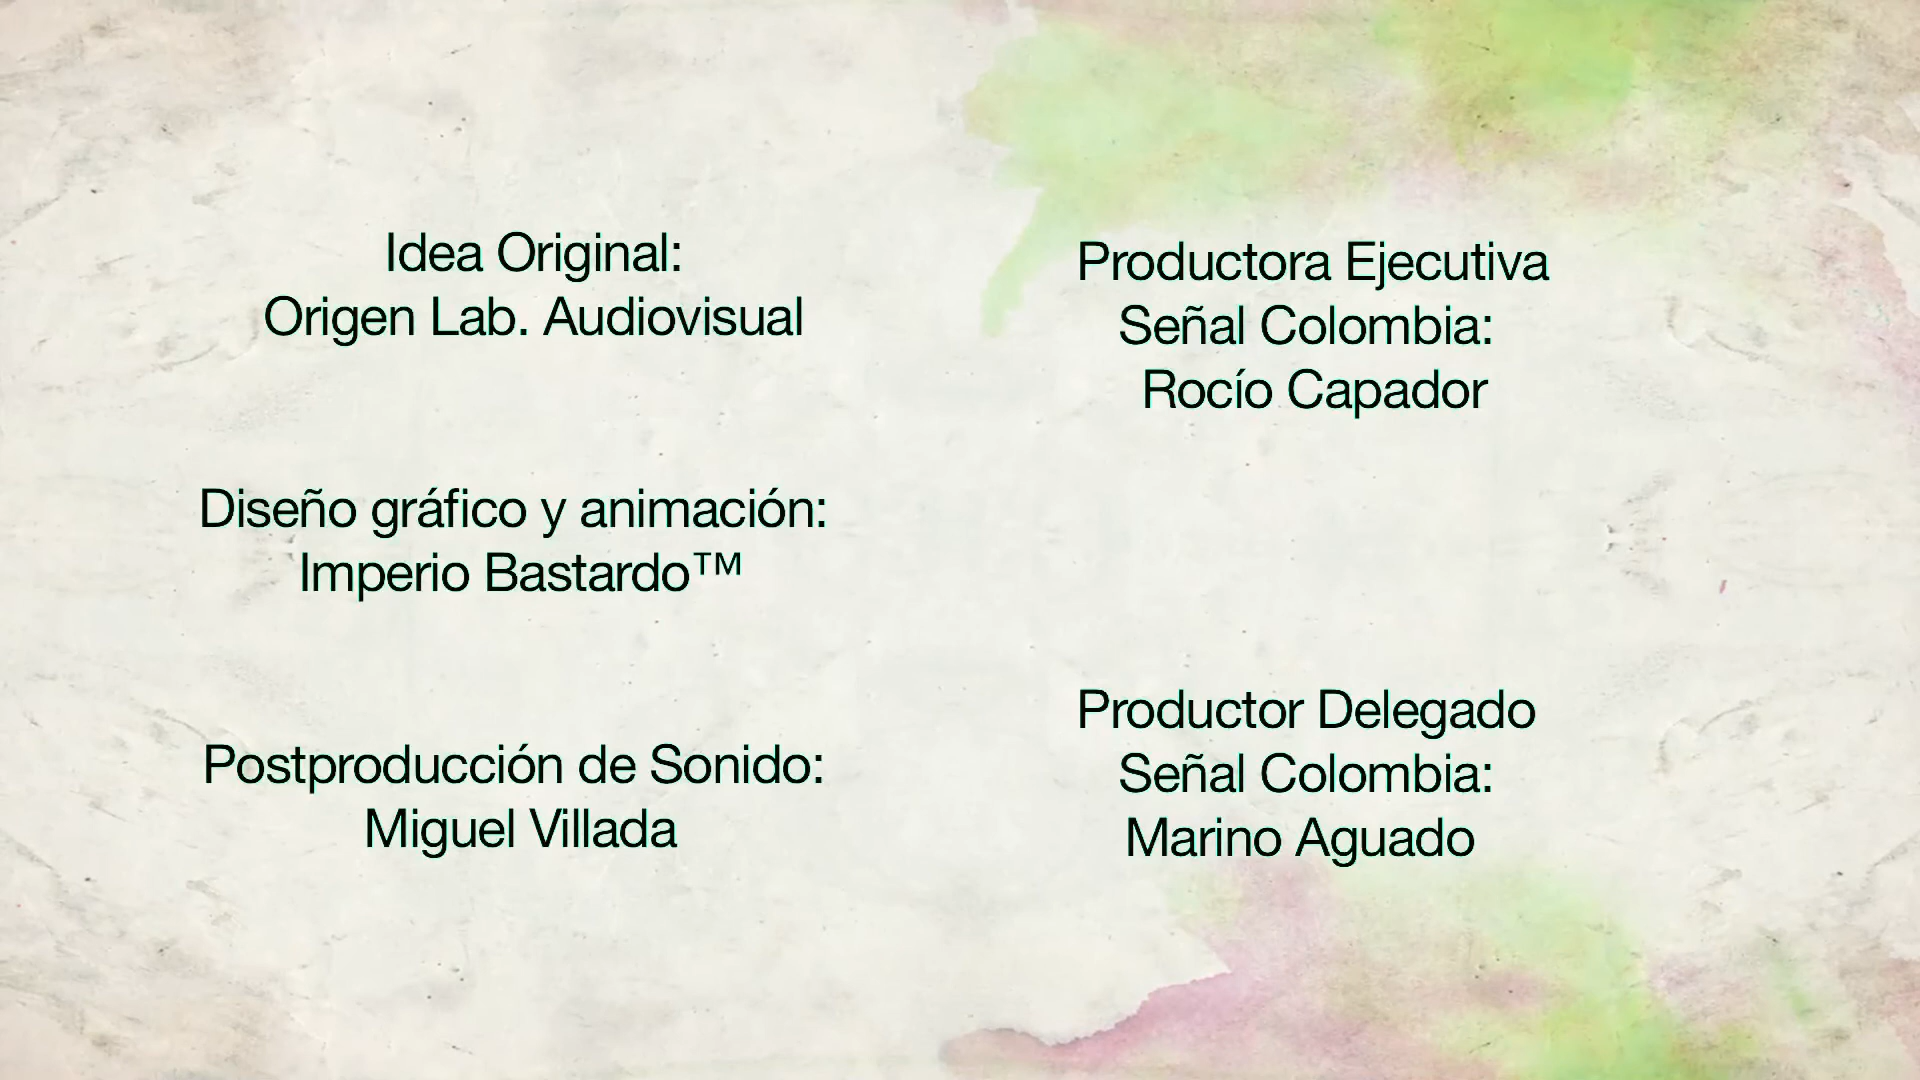 Idea Original:
Origen Lab. Audiovisual
Diseño gráfico y animación:
Imperio Bastardo™
Postproducción de Sonido:
Miguel Villada
Productora Ejecutiva
Señal Colombia:
Rocío Capador
Productor Delegado
Señal Colombia:
Marino Aguado